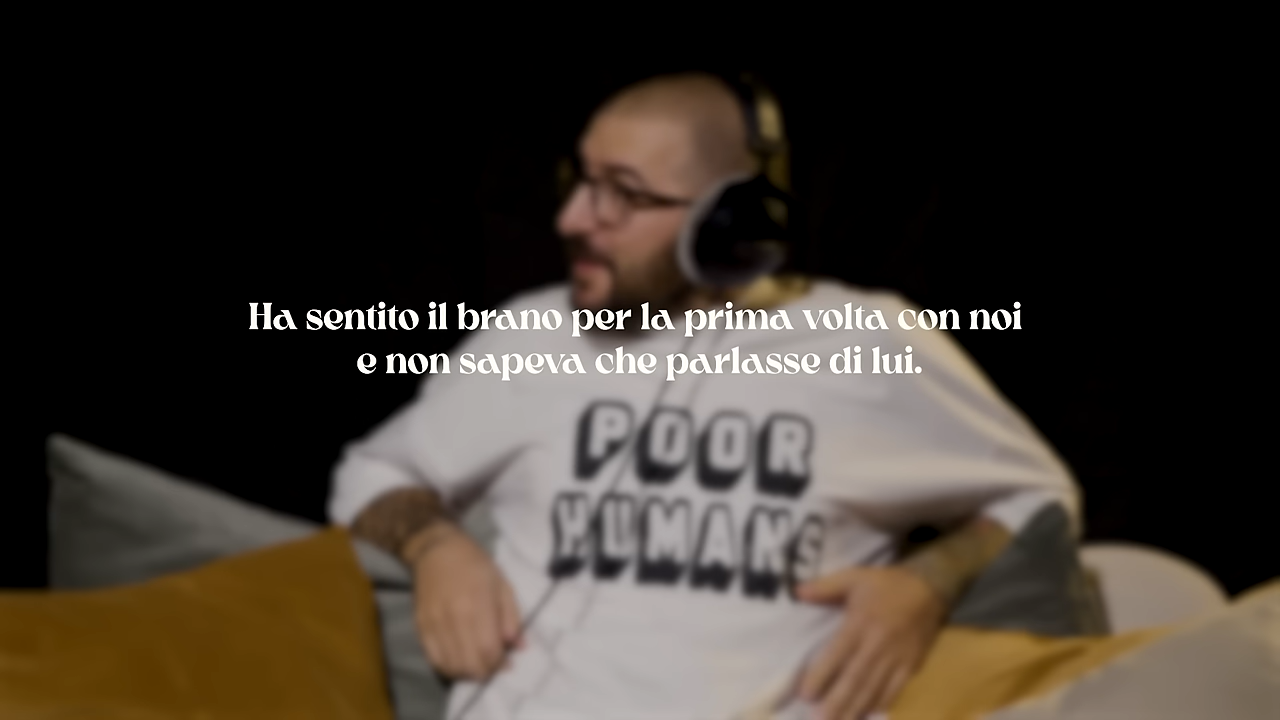 Ha sentito il brano per la prima volta con noi
e non sapeva che parlasse di lui.
POOR
HUMANS